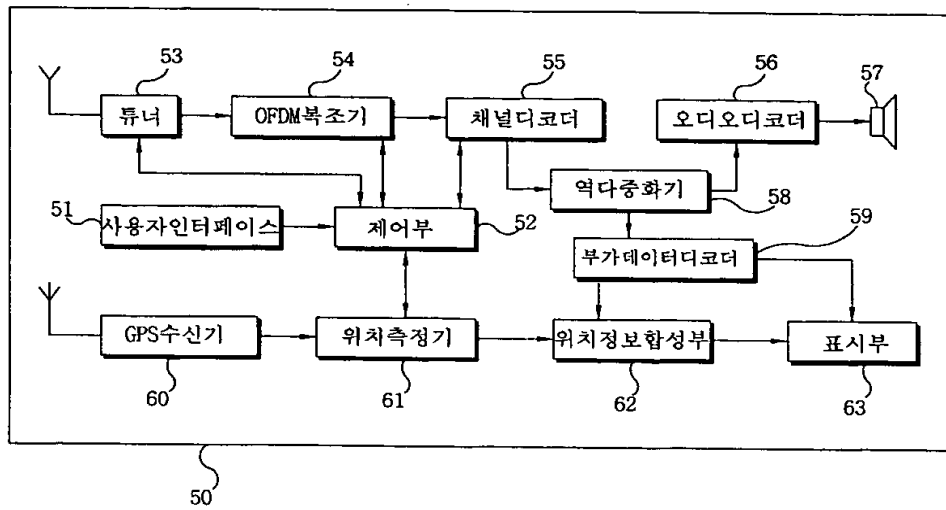 53
54
55
56
57
튜너
OFDM복조기
채널디코더
오디오디코더
역다중화기
58
51
사용자인터페이스
제어부
52
59
부가데이터디코더
GPS수신기
위치측정기
위치정보합성부
표시부
60
61
62
63
50